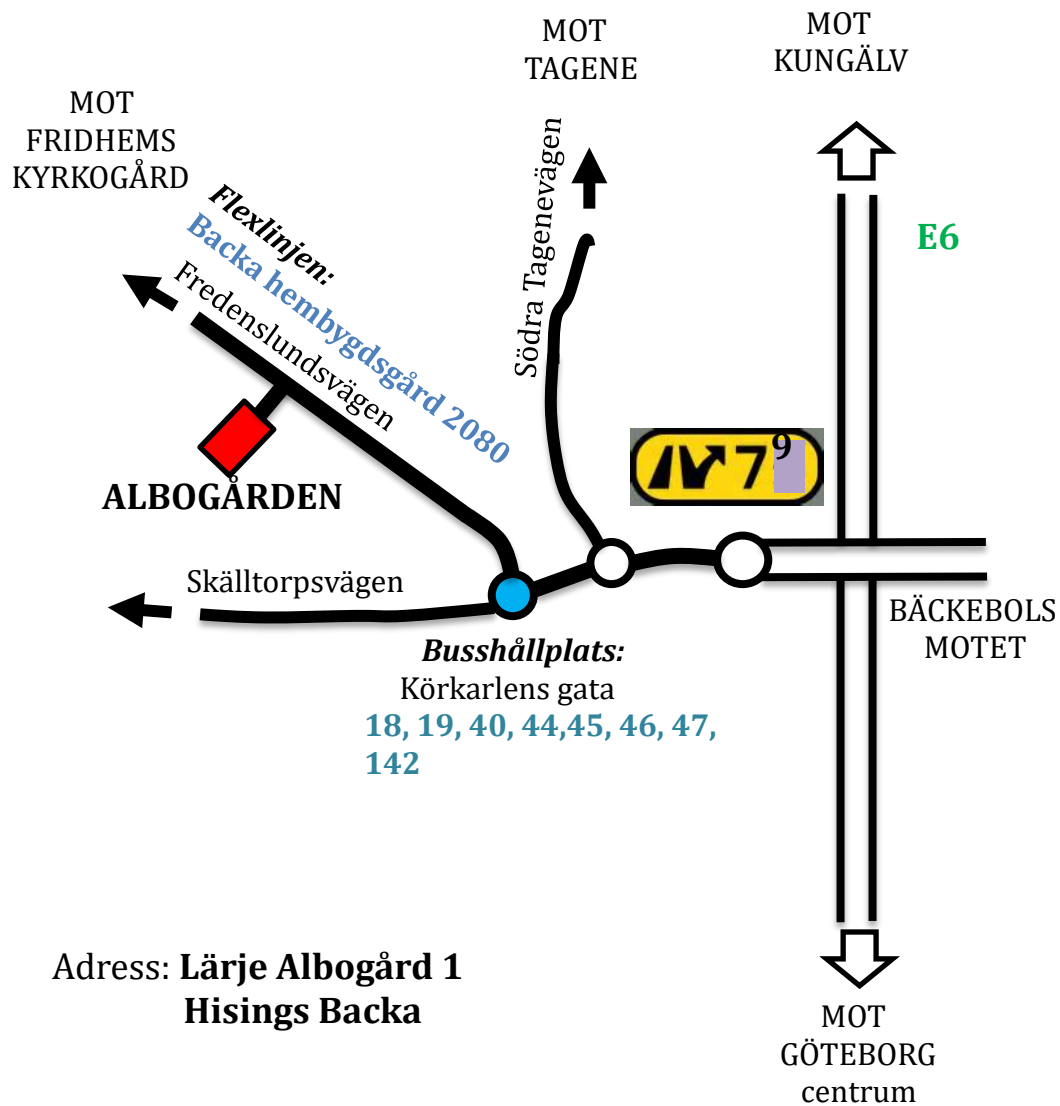 MOT
TAGENE
MOT
KUNGÄLV
MOT
FRIDHEMS
KYRKOGÅRD
Flexlinjen:
Backa hembygdsgård 2080
Fredenslundsvägen
Södra Tagenevägen
E6
79
ALBOGÅRDEN
Skälltorpsvägen
BÄCKEBOLS
MOTET
Busshållplats:
Körkarlens gata
18, 19, 40, 44,45, 46, 47,
142
Adress: Lärje Albogård 1
Hisings Backa
MOT
GÖTEBORG
centrum